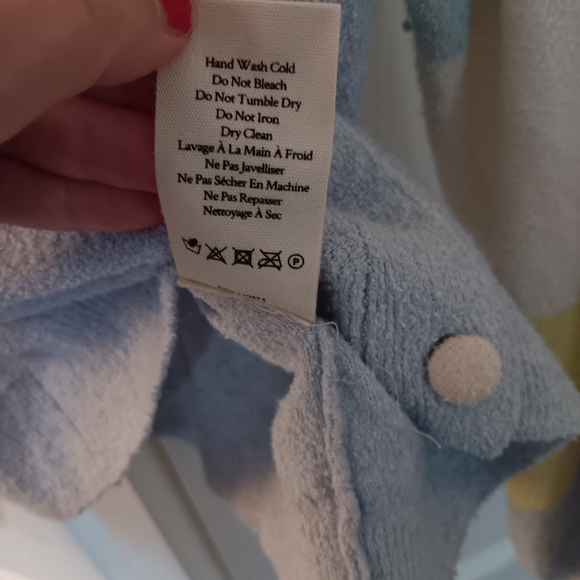 Hand Wash Cold
Do Not Bleach
Do Not Tumble Dry
Do Not Iron
Dry Clean
Lavage À La Main À Froid
Ne Pas Javelliser
Ne Pas Sécher En Machine
Ne Pas Repasser
Nettoyage À Sec
P